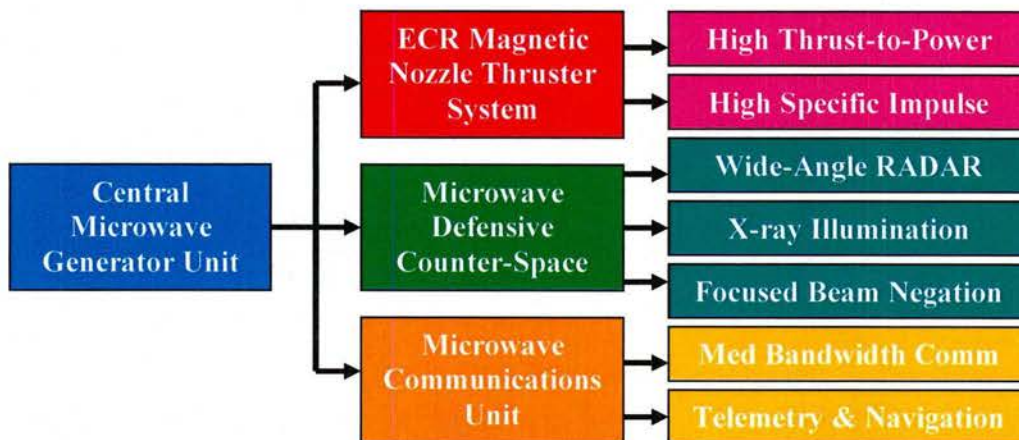 Central
Microwave
Generator Unit
ECR Magnetic
Nozzle Thruster
System
High Thrust-to-Power
High Specific Impulse
Microwave
Defensive
Counter-Space
Wide-Angle RADAR
X-ray Illumination
Focused Beam Negation
Microwave
Communications
Unit
Med Bandwidth Comm
Telemetry & Navigation